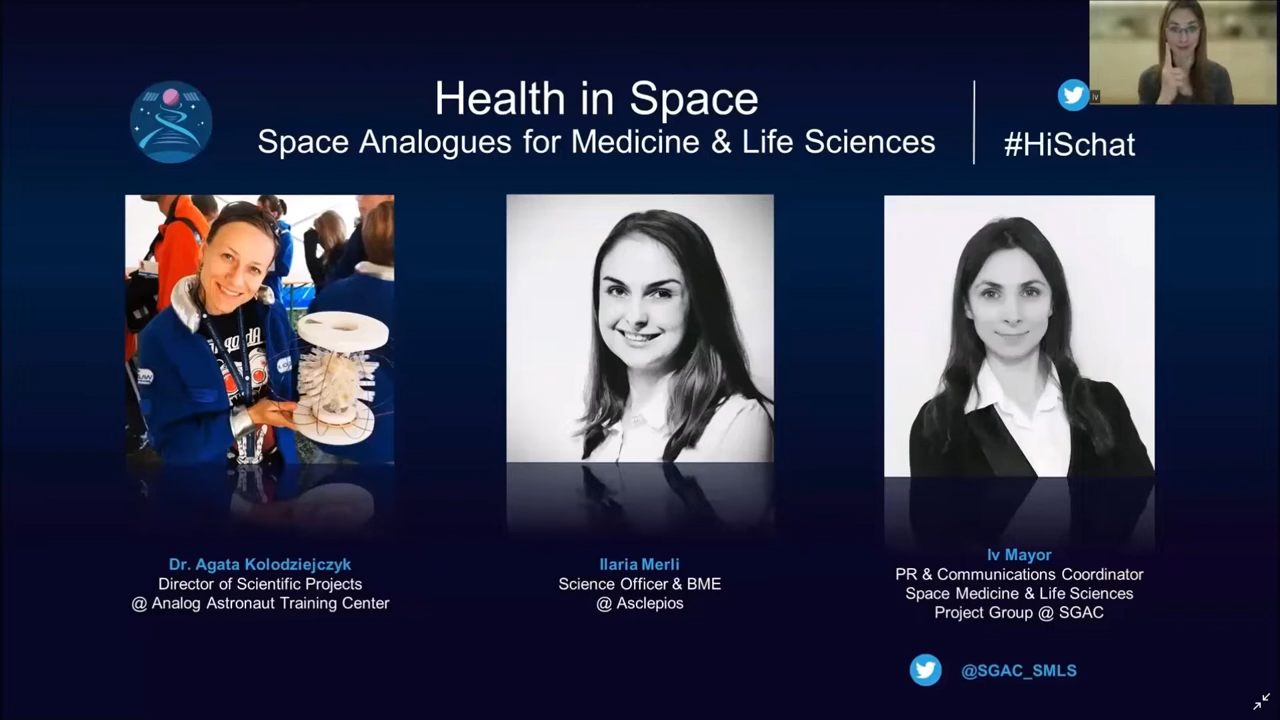 Health in Space
Space Analogues for Medicine & Life Sciences
#HiSchat
Iv
Dr. Agata Kolodziejczyk
Director of Scientific Projects
@ Analog Astronaut Training Center
Ilaria Merli
Science Officer & BME
@ Asclepios
Iv Mayor
PR & Communications Coordinator
Space Medicine & Life Sciences
Project Group @ SGAC
@SGAC_SMLS